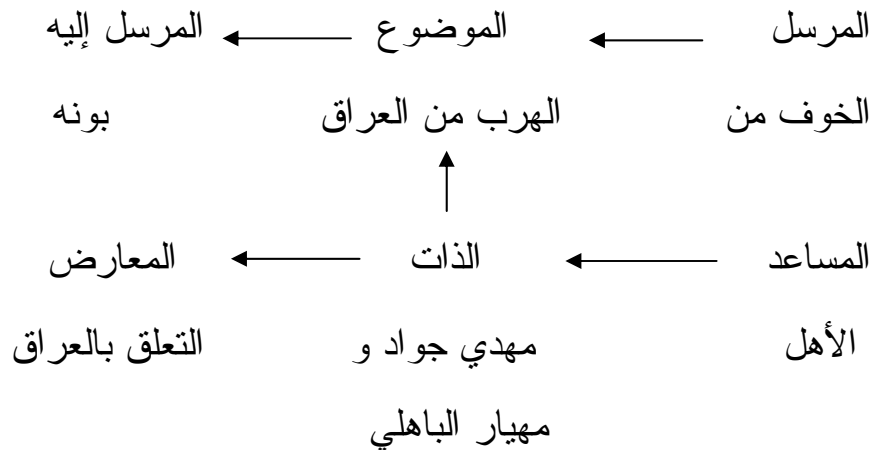 المرسل الموضوع المرسل إليه
الخوف من الهرب من العراق بونه
المساعد الذات المعارض
الأهل مهدي جواد و التعلق بالعراق
مهيار الباهلي